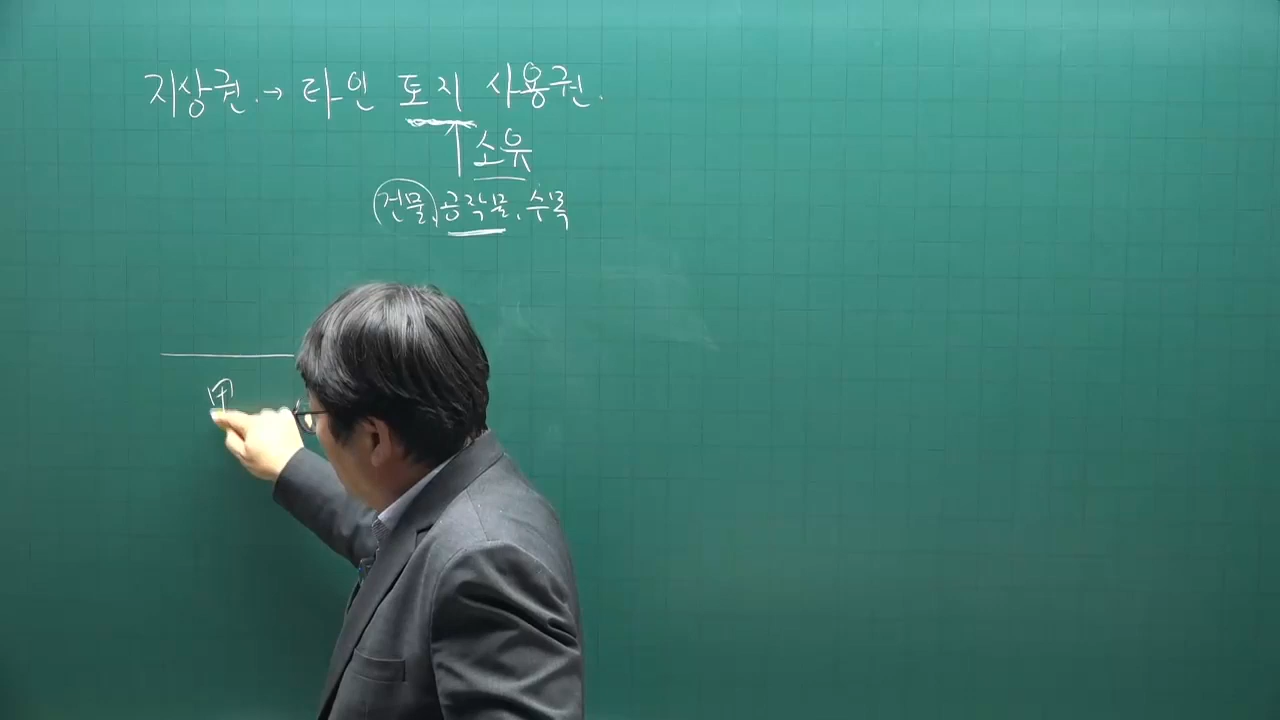 지상권.→ 타인 토지 사용권.
↑ 소유
건물, 공작물, 수목
甲